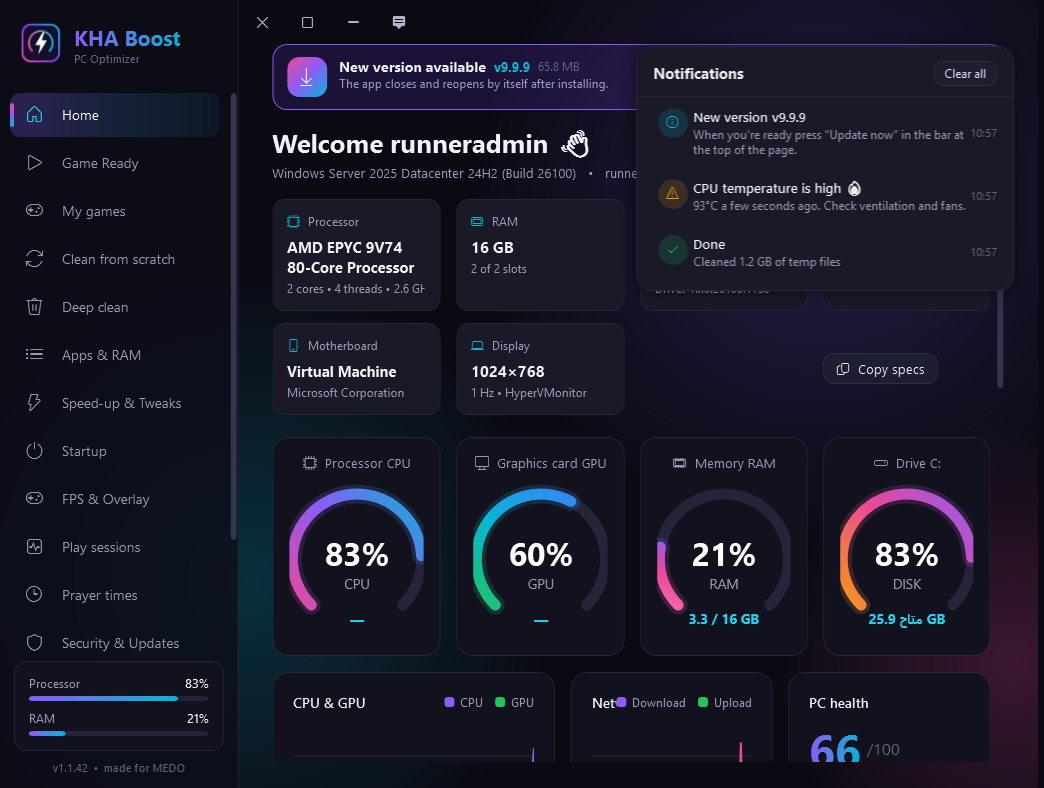 KHA Boost
PC Optimizer
Home
Game Ready
My games
Clean from scratch
Deep clean
Apps & RAM
Speed-up & Tweaks
Startup
FPS & Overlay
Play sessions
Prayer times
Security & Updates
Processor 83%
RAM 21%
v1.1.42 • made for MEDO
New version available v9.9.9 65.8 MB
The app closes and reopens by itself after installing.
Notifications
Clear all
New version v9.9.9
When you're ready press “Update now” in the bar at
the top of the page.
10:57
CPU temperature is high
93°C a few seconds ago. Check ventilation and fans.
10:57
Done
Cleaned 1.2 GB of temp files
10:57
Welcome runneradmin
Windows Server 2025 Datacenter 24H2 (Build 26100) • runne
Processor
AMD EPYC 9V74
80-Core Processor
2 cores • 4 threads • 2.6 GH
RAM
16 GB
2 of 2 slots
Motherboard
Virtual Machine
Microsoft Corporation
Display
1024×768
1 Hz • HyperVMonitor
Copy specs
Processor CPU
83%
CPU
—
Graphics card GPU
60%
GPU
—
Memory RAM
21%
RAM
3.3 / 16 GB
Drive C:
83%
DISK
25.9 متاح GB
CPU & GPU
CPU GPU
Net
Download Upload
PC health
66 /100